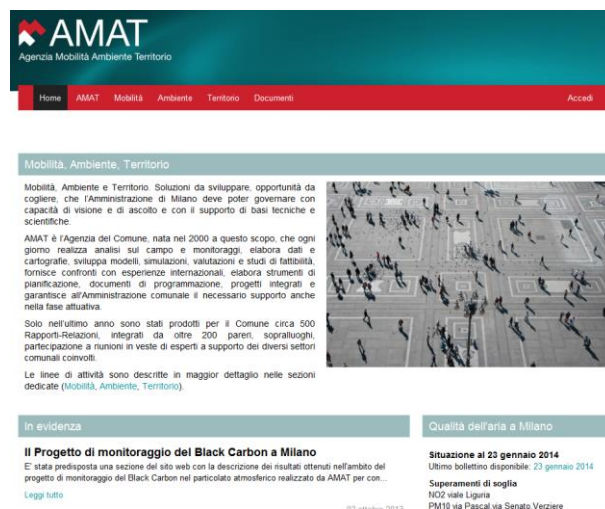 AMAT
Agenzia Mobilità Ambiente Territorio
Home AMAT Mobilità Ambiente Territorio Documenti Accedi
Mobilità, Ambiente, Territorio
Mobilità, Ambiente e Territorio. Soluzioni da sviluppare, opportunità da
cogliere, che l'Amministrazione di Milano deve poter governare con
capacità di visione e di ascolto e con il supporto di basi tecniche e
scientifiche.
AMAT è l'Agenzia del Comune, nata nel 2000 a questo scopo, che ogni
giorno realizza analisi sul campo e monitoraggi, elabora dati e
cartografie, sviluppa modelli, simulazioni, valutazioni e studi di fattibilità,
fornisce confronti con esperienze internazionali, elabora strumenti di
pianificazione, documenti di programmazione, progetti integrati e
garantisce all'Amministrazione comunale il necessario supporto anche
nella fase attuativa.
Solo nell'ultimo anno sono stati prodotti per il Comune circa 500
Rapporti-Relazioni, integrati da oltre 200 pareri, sopralluoghi,
partecipazione a riunioni in veste di esperti a supporto dei diversi settori
comunali coinvolti.
Le linee di attività sono descritte in maggior dettaglio nelle sezioni
dedicate (Mobilità, Ambiente, Territorio).
In evidenza
Il Progetto di monitoraggio del Black Carbon a Milano
E' stata predisposta una sezione del sito web con la descrizione dei risultati ottenuti nell'ambito del
progetto di monitoraggio del Black Carbon nel particolato atmosferico realizzato da AMAT per con...
Leggi tutto
02 ottobre 2013
Qualità dell'aria a Milano
Situazione al 23 gennaio 2014
Ultimo bollettino disponibile: 23 gennaio 2014
Superamenti di soglia
NO2 viale Liguria
PM10 via Pascal,via Senato,Verziere